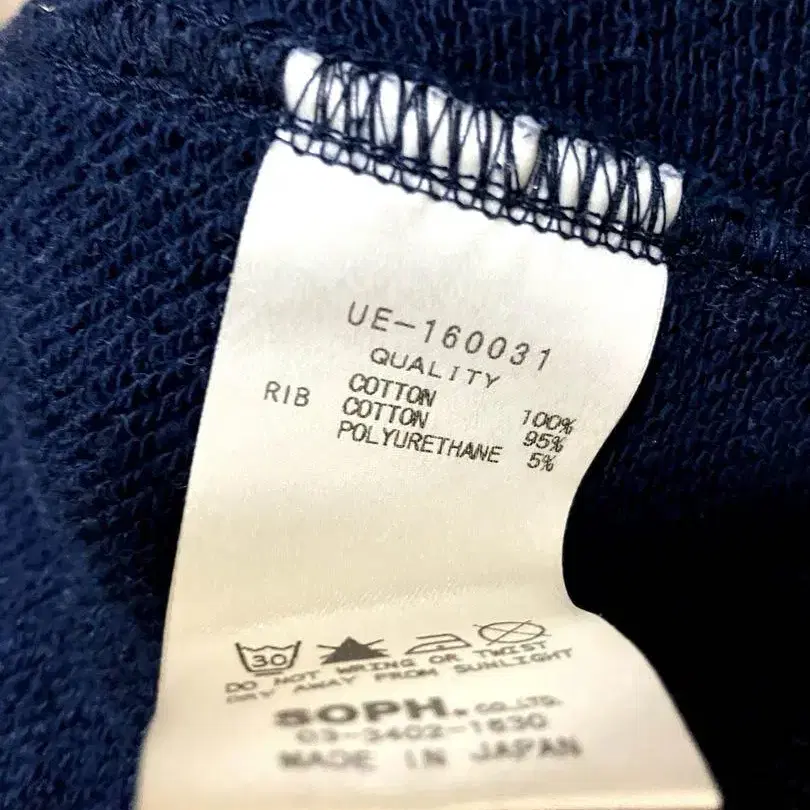 UE-160031
QUALITY
COTTON 100%
RIB COTTON 95%
POLYURETHANE 5%
30
DO NOT WRING OR TWIST
DRY AWAY FROM SUNLIGHT
SOPH. CO.,LTD.
03-3402-1630
MADE IN JAPAN